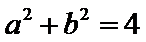 a² + b² = 4